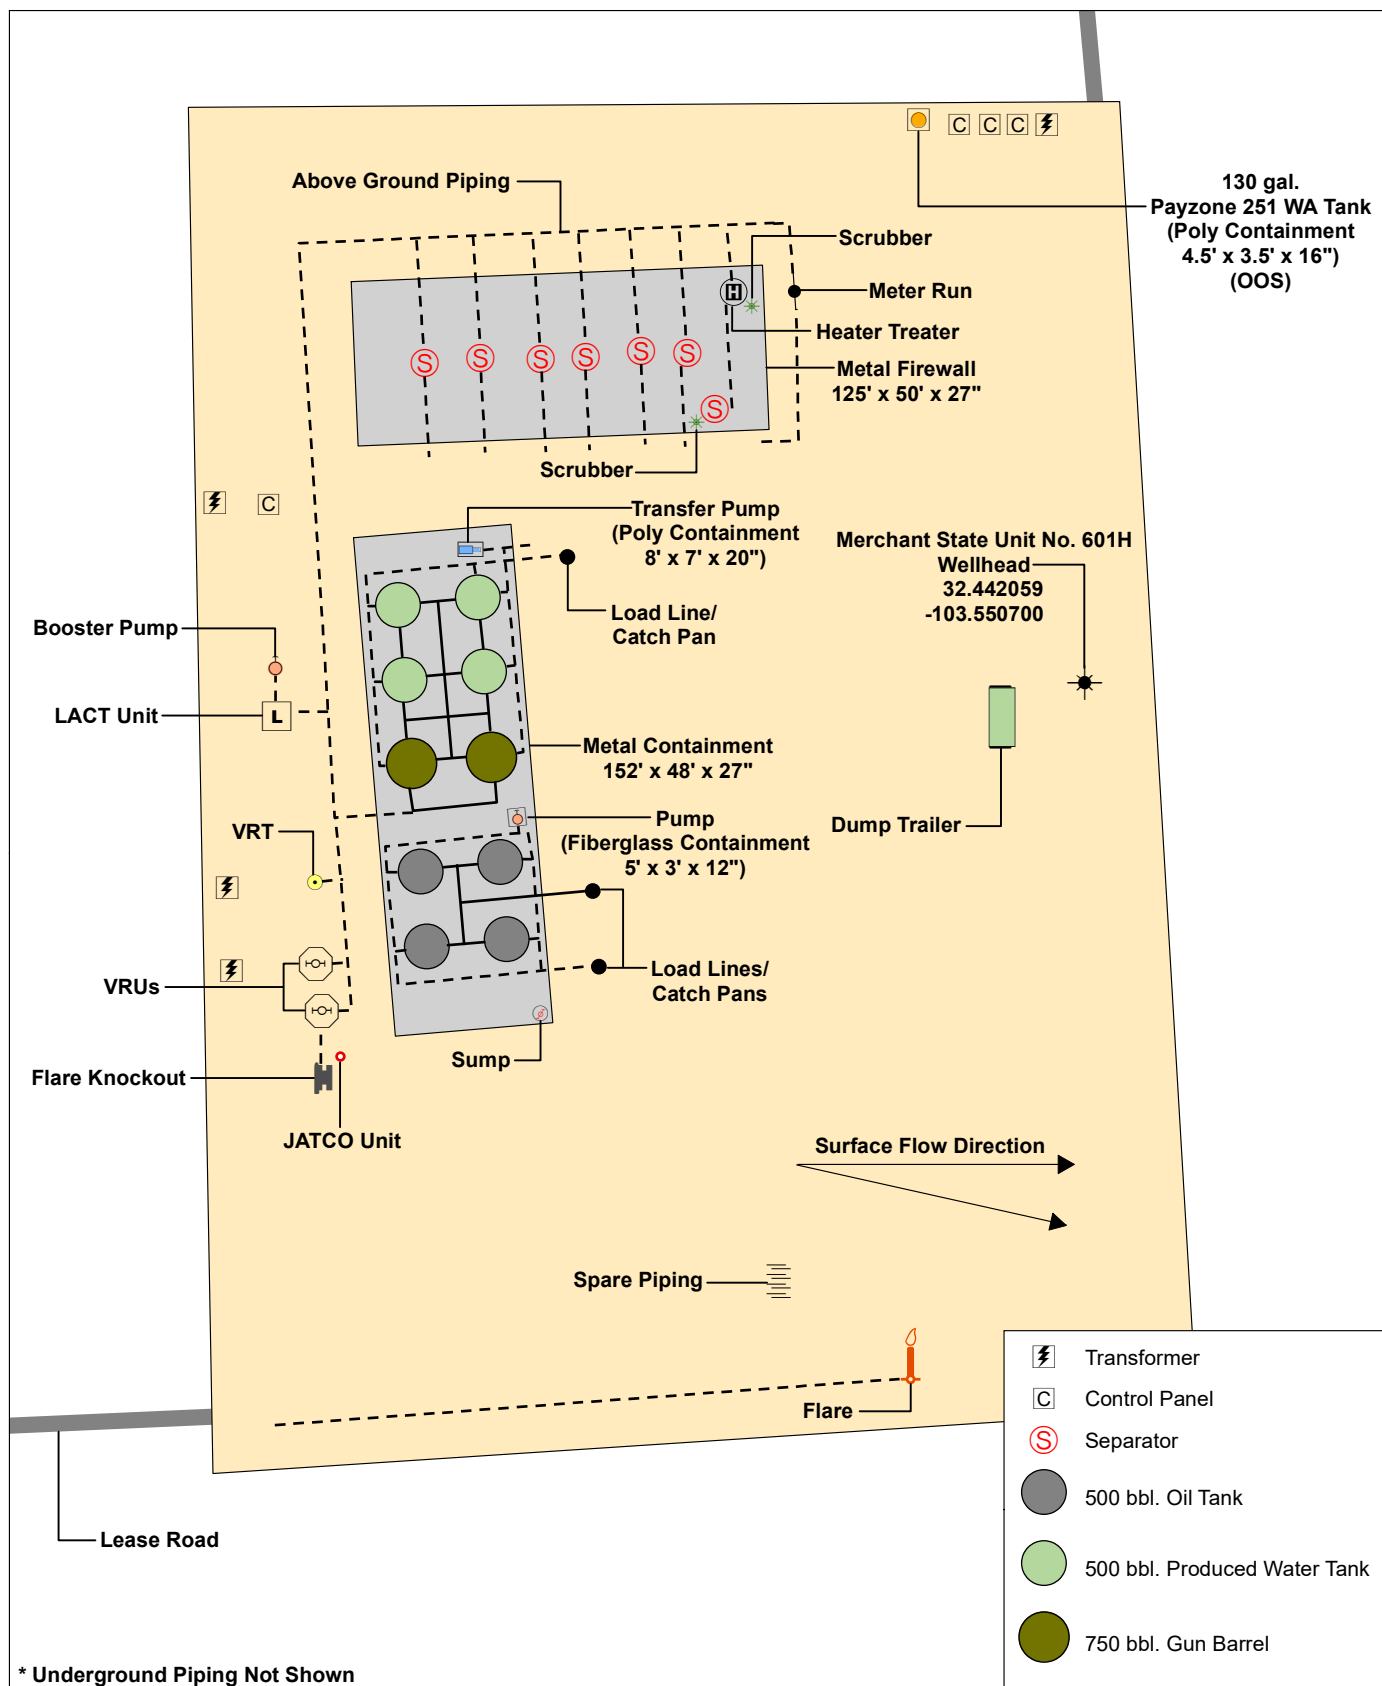 C C C
130 gal.
Payzone 251 WA Tank
(Poly Containment
4.5' x 3.5' x 16")
(OOS)
Above Ground Piping
Scrubber
Meter Run
H
Heater Treater
S S S S S S
Metal Firewall
125' x 50' x 27"
S
Scrubber
C
Transfer Pump
(Poly Containment
8' x 7' x 20")
Merchant State Unit No. 601H
Wellhead
32.442059
-103.550700
Load Line/
Catch Pan
Booster Pump
LACT Unit
L
Metal Containment
152' x 48' x 27"
Pump
(Fiberglass Containment
5' x 3' x 12")
VRT
Dump Trailer
VRUs
Load Lines/
Catch Pans
Sump
Flare Knockout
JATCO Unit
Surface Flow Direction
Spare Piping
Flare
Transformer
C Control Panel
S Separator
500 bbl. Oil Tank
500 bbl. Produced Water Tank
750 bbl. Gun Barrel
Lease Road
* Underground Piping Not Shown